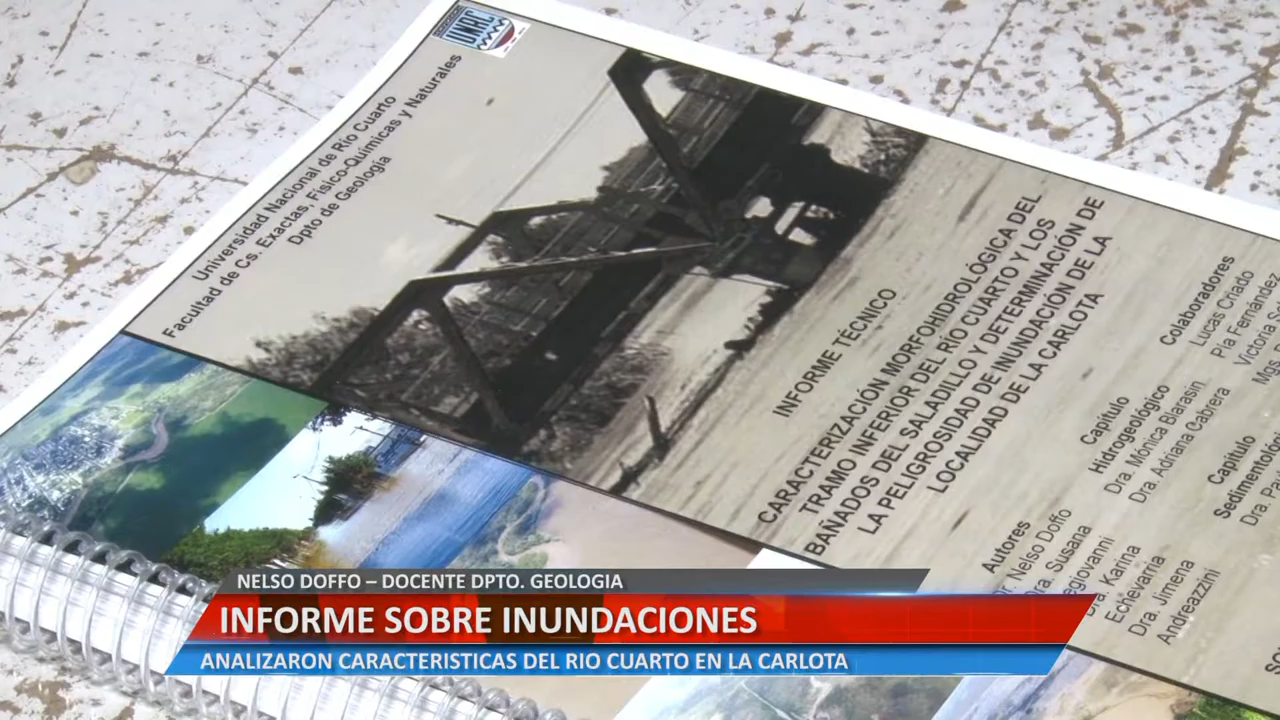 UNRC
Universidad Nacional de Río Cuarto
Facultad de Cs. Exactas, Físico-Químicas y Naturales
Dpto de Geología
INFORME TÉCNICO
CARACTERIZACIÓN MORFOHIDROLÓGICA DEL
TRAMO INFERIOR DEL RÍO CUARTO Y LOS
BAÑADOS DEL SALADILLO Y DETERMINACIÓN DE
LA PELIGROSIDAD DE INUNDACIÓN DE LA
LOCALIDAD DE LA CARLOTA
Autores
Nelso Doffo
Dra. Susana
Karina
Echevarria
Dra. Jimena
Andreazzini
Capítulo
Hidrogeológico
Dra. Mónica Blarasin
Dra. Adriana Cabrera
Capítulo
Dra.
Colaboradores
Lucas Criado
Pía Fernández
Victoria
Mgs.
NELSO DOFFO – DOCENTE DPTO. GEOLOGIA
INFORME SOBRE INUNDACIONES
ANALIZARON CARACTERISTICAS DEL RIO CUARTO EN LA CARLOTA